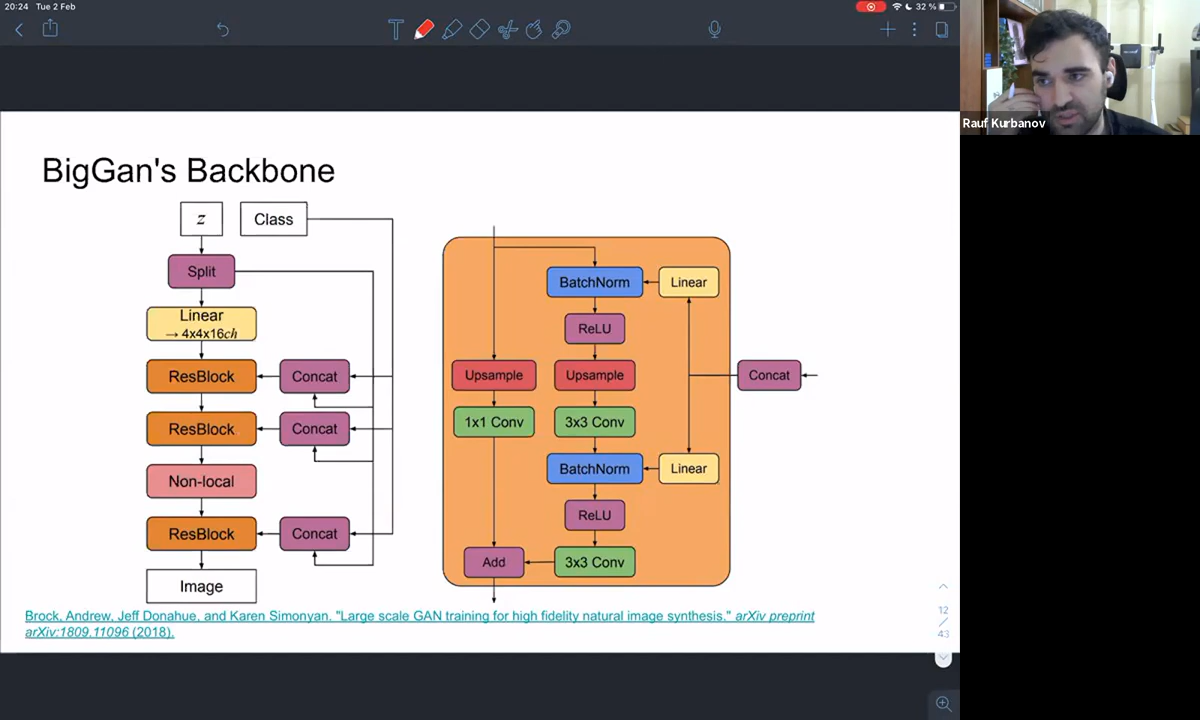 20:24 Tue 2 Feb
32 %
T
Rauf Kurbanov
BigGan's Backbone
z
Class
Split
Linear
→ 4x4x16ch
ResBlock
Concat
ResBlock
Concat
Non-local
ResBlock
Concat
Image
BatchNorm
Linear
ReLU
Upsample
Upsample
Concat
1x1 Conv
3x3 Conv
BatchNorm
Linear
ReLU
Add
3x3 Conv
Brock, Andrew, Jeff Donahue, and Karen Simonyan. "Large scale GAN training for high fidelity natural image synthesis." arXiv preprint
arXiv:1809.11096 (2018).
12
/
43